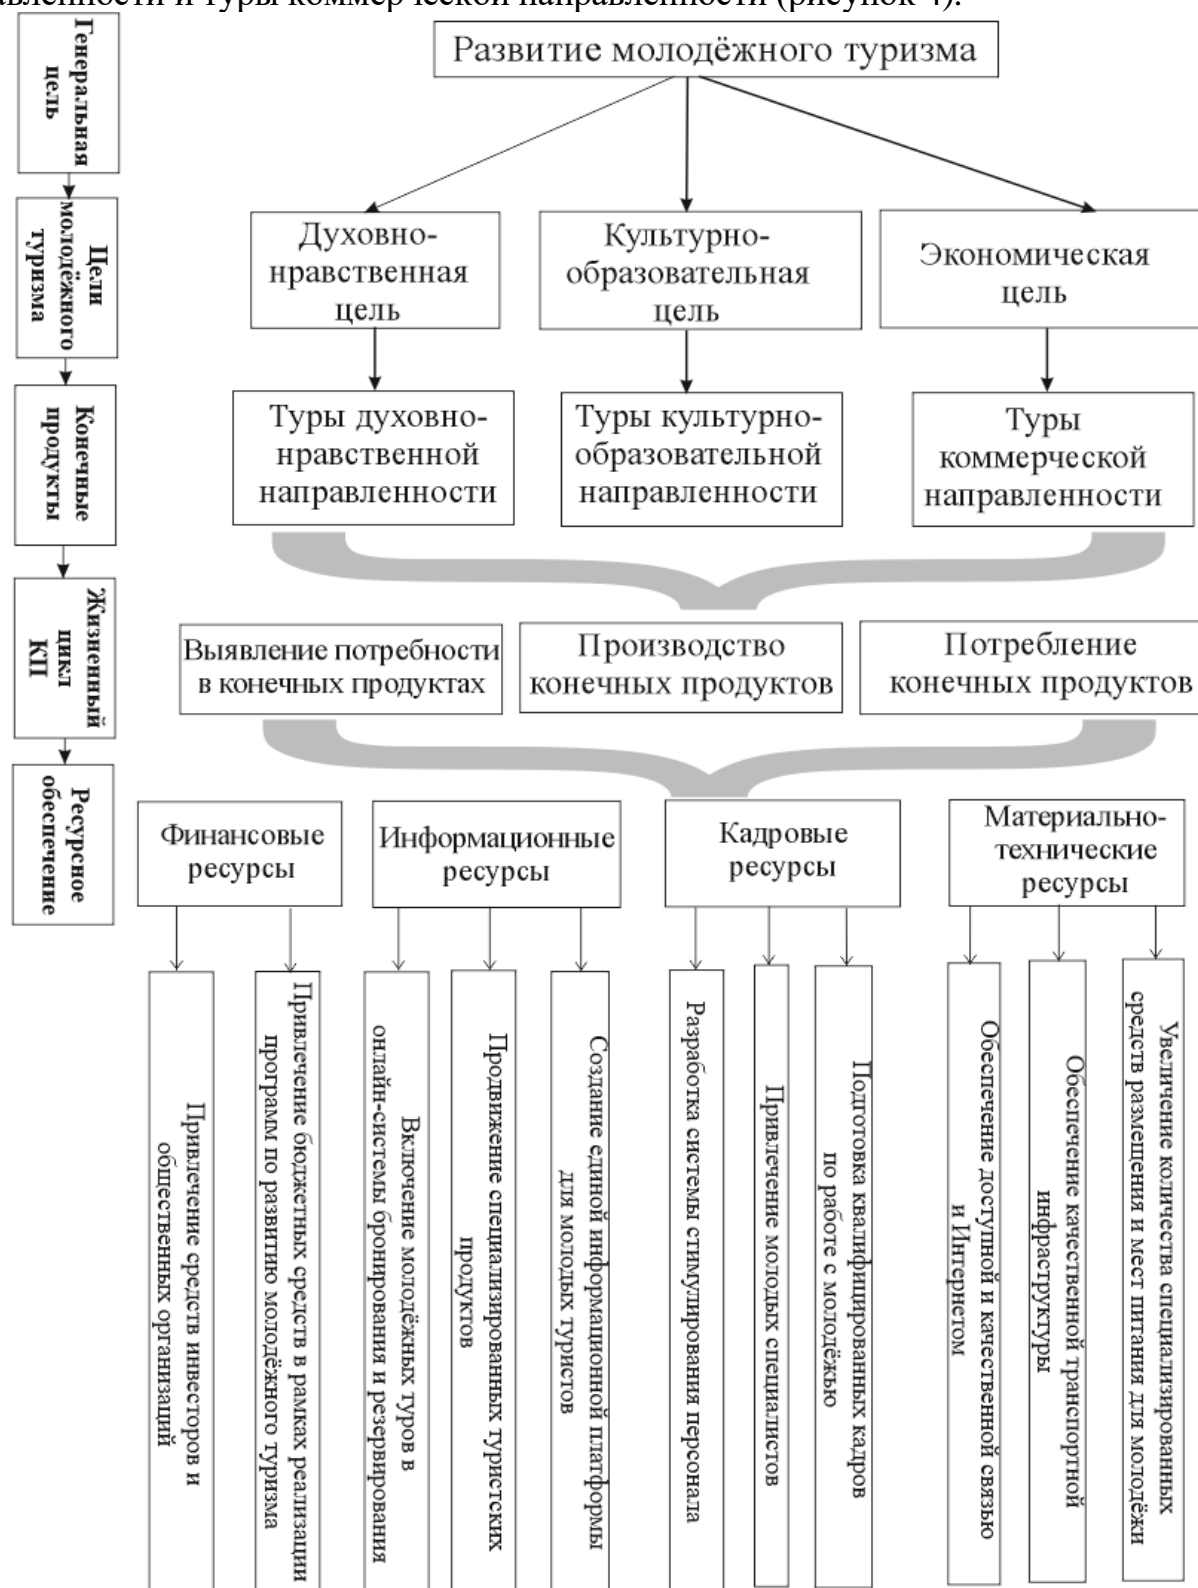 авленности и туры коммерческой направленности (рисунок 4).
Генеральная
цель
Развитие молодёжного туризма
Цели
молодёжного
туризма
Духовно-
нравственная
цель
Культурно-
образовательная
цель
Экономическая
цель
Конечные
продукты
Туры духовно-
нравственной
направленности
Туры культурно-
образовательной
направленности
Туры
коммерческой
направленности
Жизненный
цикл
КП
Выявление потребности
в конечных продуктах
Производство
конечных продуктов
Потребление
конечных продуктов
Ресурсное
обеспечение
Финансовые
ресурсы
Информационные
ресурсы
Кадровые
ресурсы
Материально-
технические
ресурсы
Привлечение средств инвесторов и
общественных организаций
Привлечение бюджетных средств в рамках реализации
программ по развитию молодёжного туризма
Включение молодёжных туров в
онлайн-системы бронирования и резервирования
Продвижение специализированных туристских
продуктов
Создание единой информационной платформы
для молодых туристов
Разработка системы стимулирования персонала
Привлечение молодых специалистов
Подготовка квалифицированных кадров
по работе с молодёжью
Обеспечение доступной и качественной связью
и Интернетом
Обеспечение качественной транспортной
инфраструктуры
Увеличение количества специализированных
средств размещения и мест питания для молодёжи